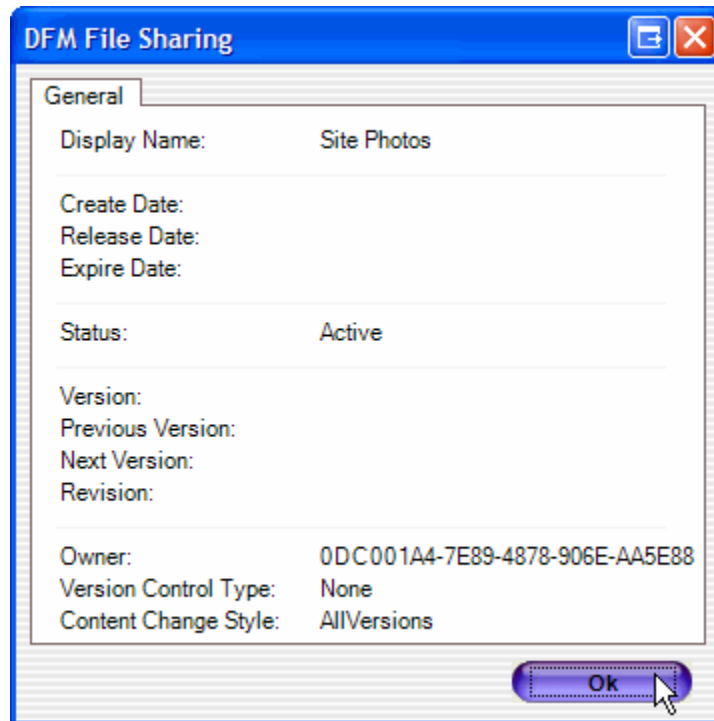 DFM File Sharing
General
Display Name: Site Photos
Create Date:
Release Date:
Expire Date:
Status: Active
Version:
Previous Version:
Next Version:
Revision:
Owner: 0DC001A4-7E89-4878-906E-AA5E88
Version Control Type: None
Content Change Style: AllVersions
Ok